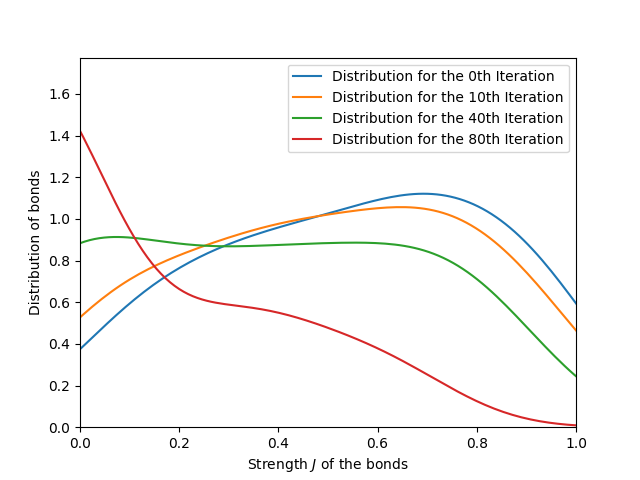 Distribution for the 0th Iteration
Distribution for the 10th Iteration
Distribution for the 40th Iteration
Distribution for the 80th Iteration
Distribution of bonds
1.6
1.4
1.2
1.0
0.8
0.6
0.4
0.2
0.0
0.0 0.2 0.4 0.6 0.8 1.0
Strength J of the bonds